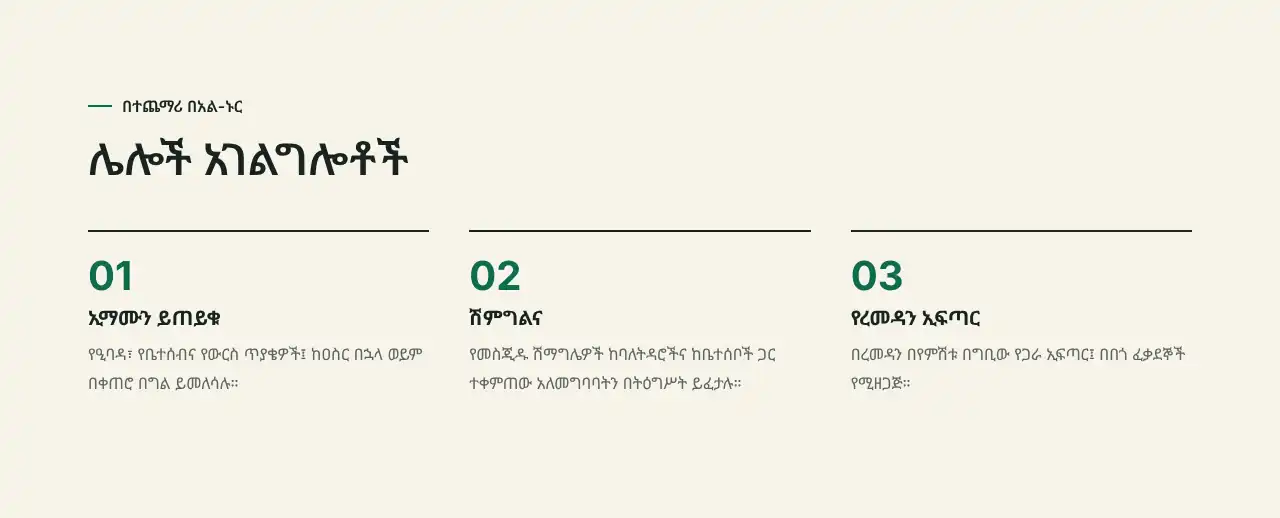 በተጨማሪ በአል-ኑር
ሌሎች አገልግሎቶች
01
ኢማሙን ይጠይቁ
የዒባዳ፣ የቤተሰብና የውርስ ጥያቄዎች፤ ከዐስር በኋላ ወይም
በቀጠሮ በግል ይመለሳሉ።
02
ሽምግልና
የመስጂዱ ሽማግሌዎች ከባለትዳሮችና ከቤተሰቦች ጋር
ተቀምጠው አለመግባባትን በትዕግሥት ይፈታሉ።
03
የረመዳን ኢፍጣር
በረመዳን በየምሽቱ በግቢው የጋራ ኢፍጣር፤ በበጎ ፈቃደኞች
የሚዘጋጅ።